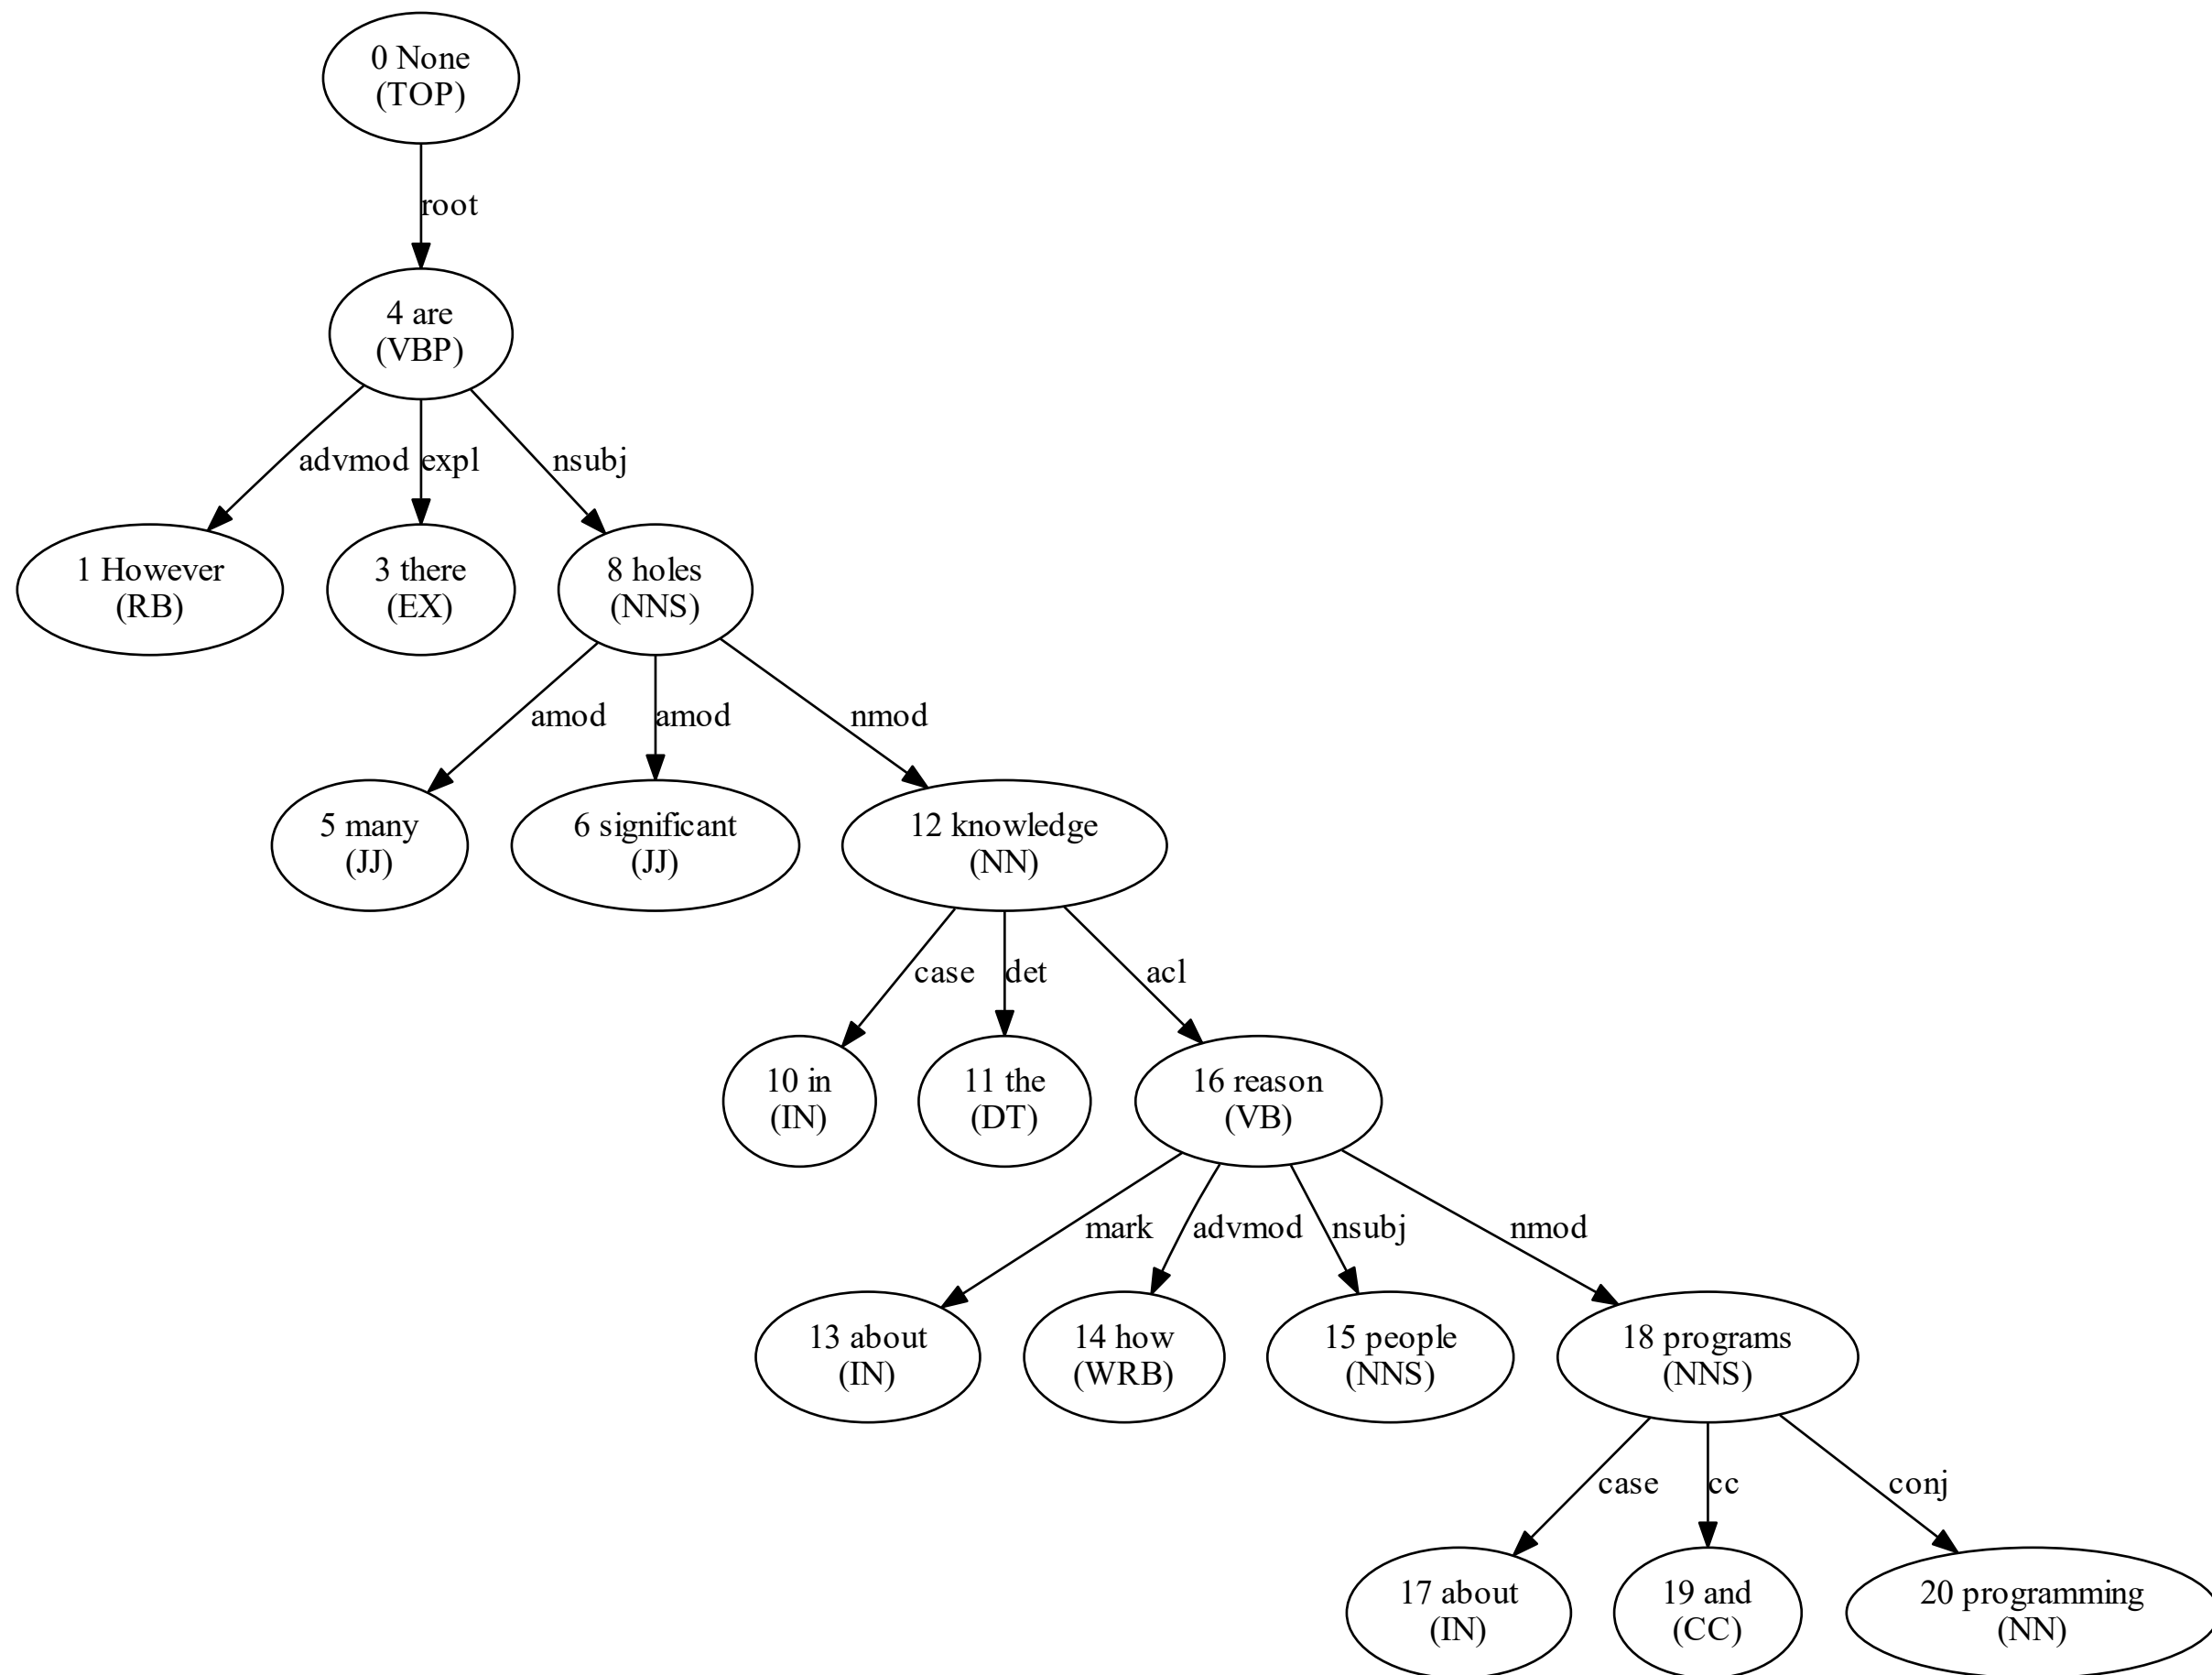 0 None
(TOP)
root
4 are
(VBP)
advmod
expl
nsubj
1 However
(RB)
3 there
(EX)
8 holes
(NNS)
amod
amod
nmod
5 many
(JJ)
6 significant
(JJ)
12 knowledge
(NN)
case
det
acl
10 in
(IN)
11 the
(DT)
16 reason
(VB)
mark
advmod
nsubj
nmod
13 about
(IN)
14 how
(WRB)
15 people
(NNS)
18 programs
(NNS)
case
cc
conj
17 about
(IN)
19 and
(CC)
20 programming
(NN)